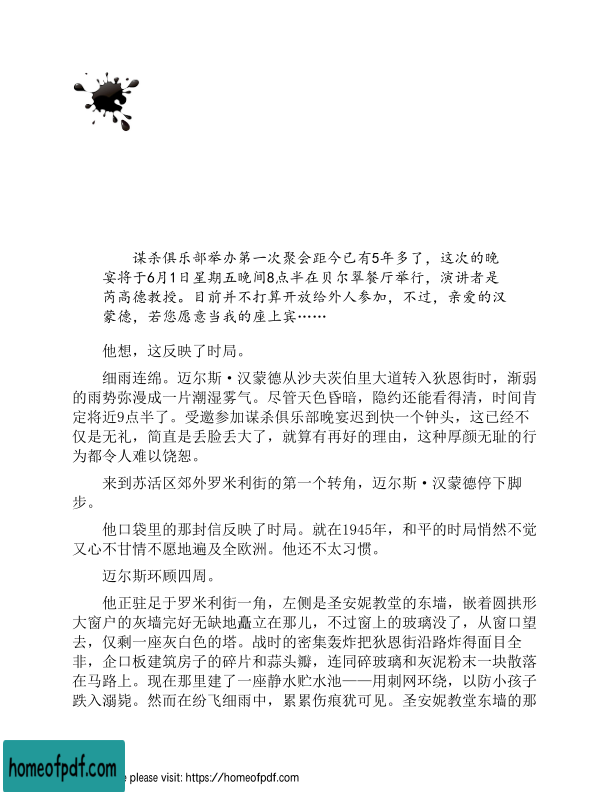 谋杀俱乐部举办第一次聚会距今已有5年多了，这次的晚
宴将于6月1日星期五晚间8点半在贝尔翠餐厅举行，演讲者是
芮高德教授。目前并不打算开放给外人参加，不过，亲爱的汉
蒙德，若您愿意当我的座上宾……
他想，这反映了时局。
细雨连绵。迈尔斯·汉蒙德从沙夫茨伯里大道转入狄恩街时，渐弱
的雨势弥漫成一片潮湿雾气。尽管天色昏暗，隐约还能看得清，时间肯
定将近9点半了。受邀参加谋杀俱乐部晚宴迟到快一个钟头，这已经不
仅是无礼，简直是丢脸丢大了，就算有再好的理由，这种厚颜无耻的行
为都令人难以饶恕。
来到苏活区郊外罗米利街的第一个转角，迈尔斯·汉蒙德停下脚
步。
他口袋里的那封信反映了时局。就在1945年，和平的时局悄然不觉
又心不甘情不愿地遍及全欧洲。他还不太习惯。
迈尔斯环顾四周。
他正驻足于罗米利街一角，左侧是圣安妮教堂的东墙，嵌着圆拱形
大窗户的灰墙完好无缺地矗立在那儿，不过窗上的玻璃没了，从窗口望
去，仅剩一座灰白色的塔。战时的密集轰炸把狄恩街沿路炸得面目全
非，企口板建筑房子的碎片和蒜头瓣，连同碎玻璃和灰泥粉末一块散落
在马路上。现在那里建了一座静水贮水池——用刺网环绕，以防小孩子
跌入溺毙。然而在纷飞细雨中，累累伤痕犹可见。圣安妮教堂东墙的那
homeofpdf.com
e please visit: https://homeofpdf.com